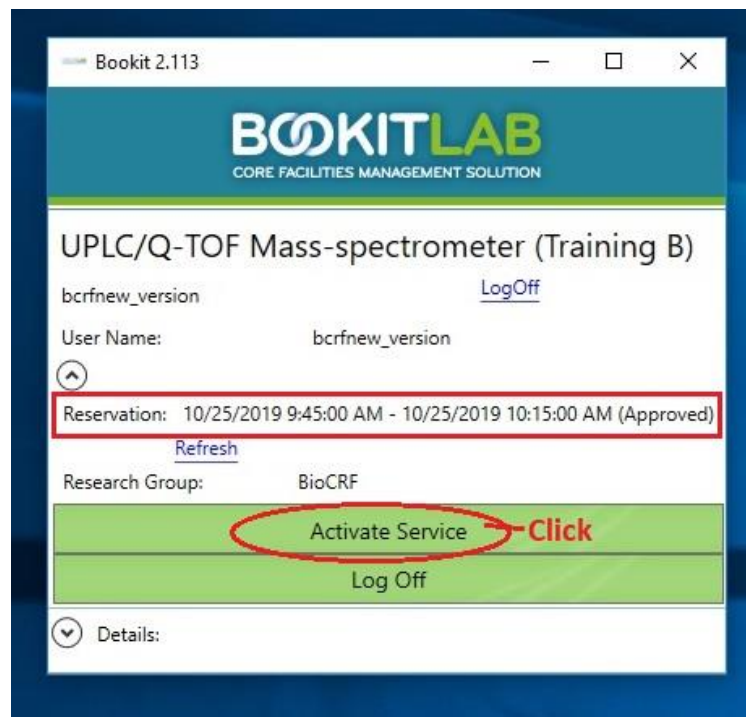 Bookit 2.113
BOOKITLAB
CORE FACILITIES MANAGEMENT SOLUTION
UPLC/Q-TOF Mass-spectrometer (Training B)
bcrfnew_version LogOff
User Name: bcrfnew_version
Reservation: 10/25/2019 9:45:00 AM - 10/25/2019 10:15:00 AM (Approved)
Refresh
Research Group: BioCRF
Activate Service Click
Log Off
Details: